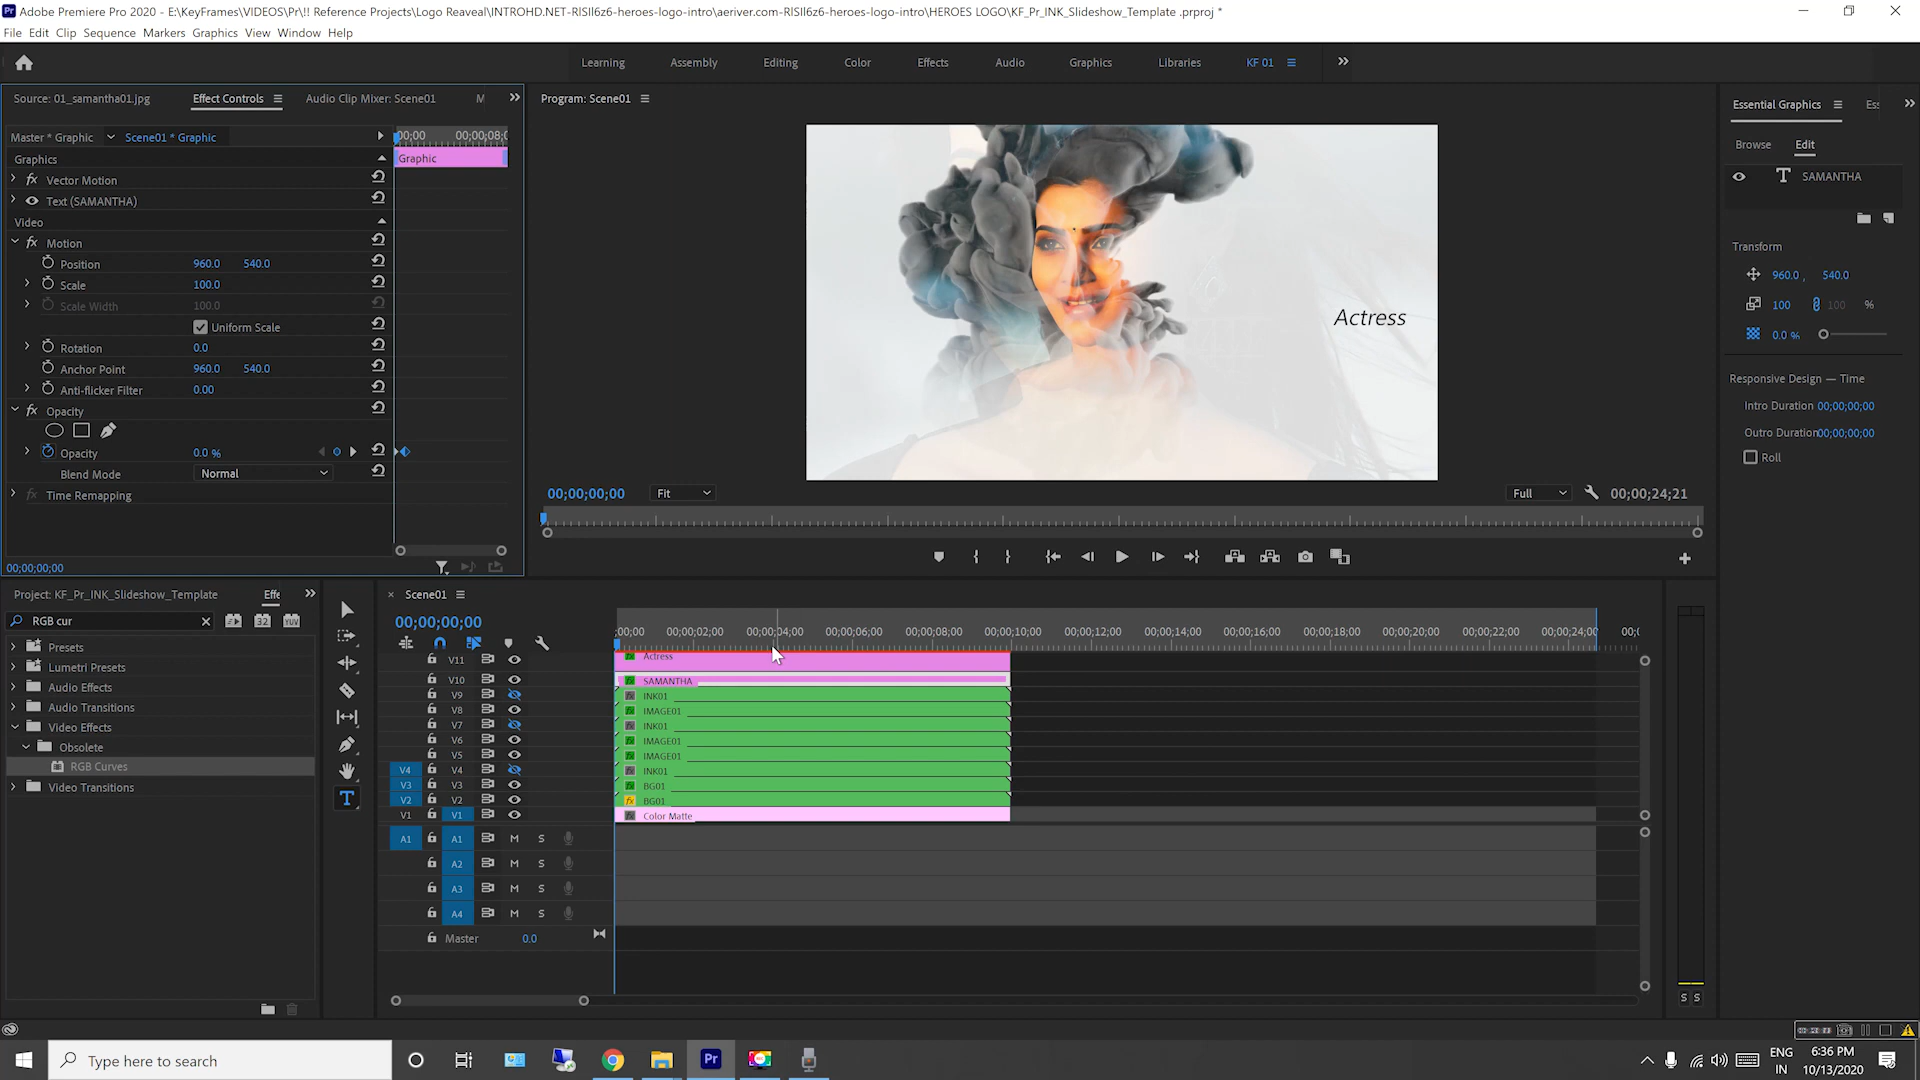 Adobe Premiere Pro 2020 - E:\KeyFrames\VIDEOS\Pr\!! Reference Projects\Logo Reaveal\INTROHD.NET-RlSIl6z6-heroes-logo-intro\aeriver.com-RlSIl6z6-heroes-logo-intro\HEROES LOGO\KF_Pr_INK_Slideshow_Template .prproj *
File Edit Clip Sequence Markers Graphics View Window Help
Learning Assembly Editing Color Effects Audio Graphics Libraries KF 01
Source: 01_samantha01.jpg Effect Controls Audio Clip Mixer: Scene01 M
Program: Scene01
Essential Graphics Es
Master * Graphic Scene01 * Graphic
00;00 00;00;08;0
Graphics
Graphic
Vector Motion
Text (SAMANTHA)
Video
Motion
Position 960.0 540.0
Scale 100.0
Scale Width 100.0
Uniform Scale
Rotation 0.0
Anchor Point 960.0 540.0
Anti-flicker Filter 0.00
Opacity
Opacity 0.0 %
Blend Mode Normal
Time Remapping
00;00;00;00
Actress
00;00;00;00 Fit Full 00;00;24;21
Browse Edit
T SAMANTHA
Transform
960.0 , 540.0
100 100 %
0.0 %
Responsive Design — Time
Intro Duration 00;00;00;00
Outro Duration 00;00;00;00
Roll
Project: KF_Pr_INK_Slideshow_Template Effe
RGB cur
32 YUV
Presets
Lumetri Presets
Audio Effects
Audio Transitions
Video Effects
Obsolete
RGB Curves
Video Transitions
Scene01
00;00;00;00
;00;00 00;00;02;00 00;00;04;00 00;00;06;00 00;00;08;00 00;00;10;00 00;00;12;00 00;00;14;00 00;00;16;00 00;00;18;00 00;00;20;00 00;00;22;00 00;00;24;00 00;0
V11 Actress
V10 SAMANTHA
V9 INK01
V8 IMAGE01
V7 INK01
V6 IMAGE01
V5 IMAGE01
V4 V4 INK01
V3 V3 BG01
V2 V2 BG01
V1 V1 Color Matte
A1 A1 M S
A2 M S
A3 M S
A4 M S
Master 0.0
S S
Type here to search
Pr
ENG
IN
6:36 PM
10/13/2020